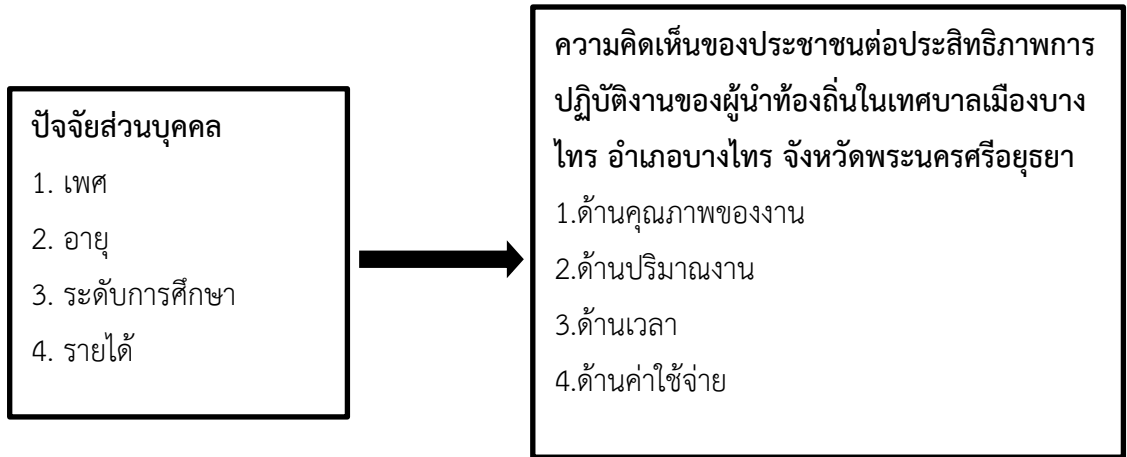 ปัจจัยส่วนบุคคล
1. เพศ
2. อายุ
3. ระดับการศึกษา
4. รายได้
ความคิดเห็นของประชาชนต่อประสิทธิภาพการ
ปฏิบัติงานของผู้นำท้องถิ่นในเทศบาลเมืองบาง
ไทร อำเภอบางไทร จังหวัดพระนครศรีอยุธยา
1.ด้านคุณภาพของงาน
2.ด้านปริมาณงาน
3.ด้านเวลา
4.ด้านค่าใช้จ่าย